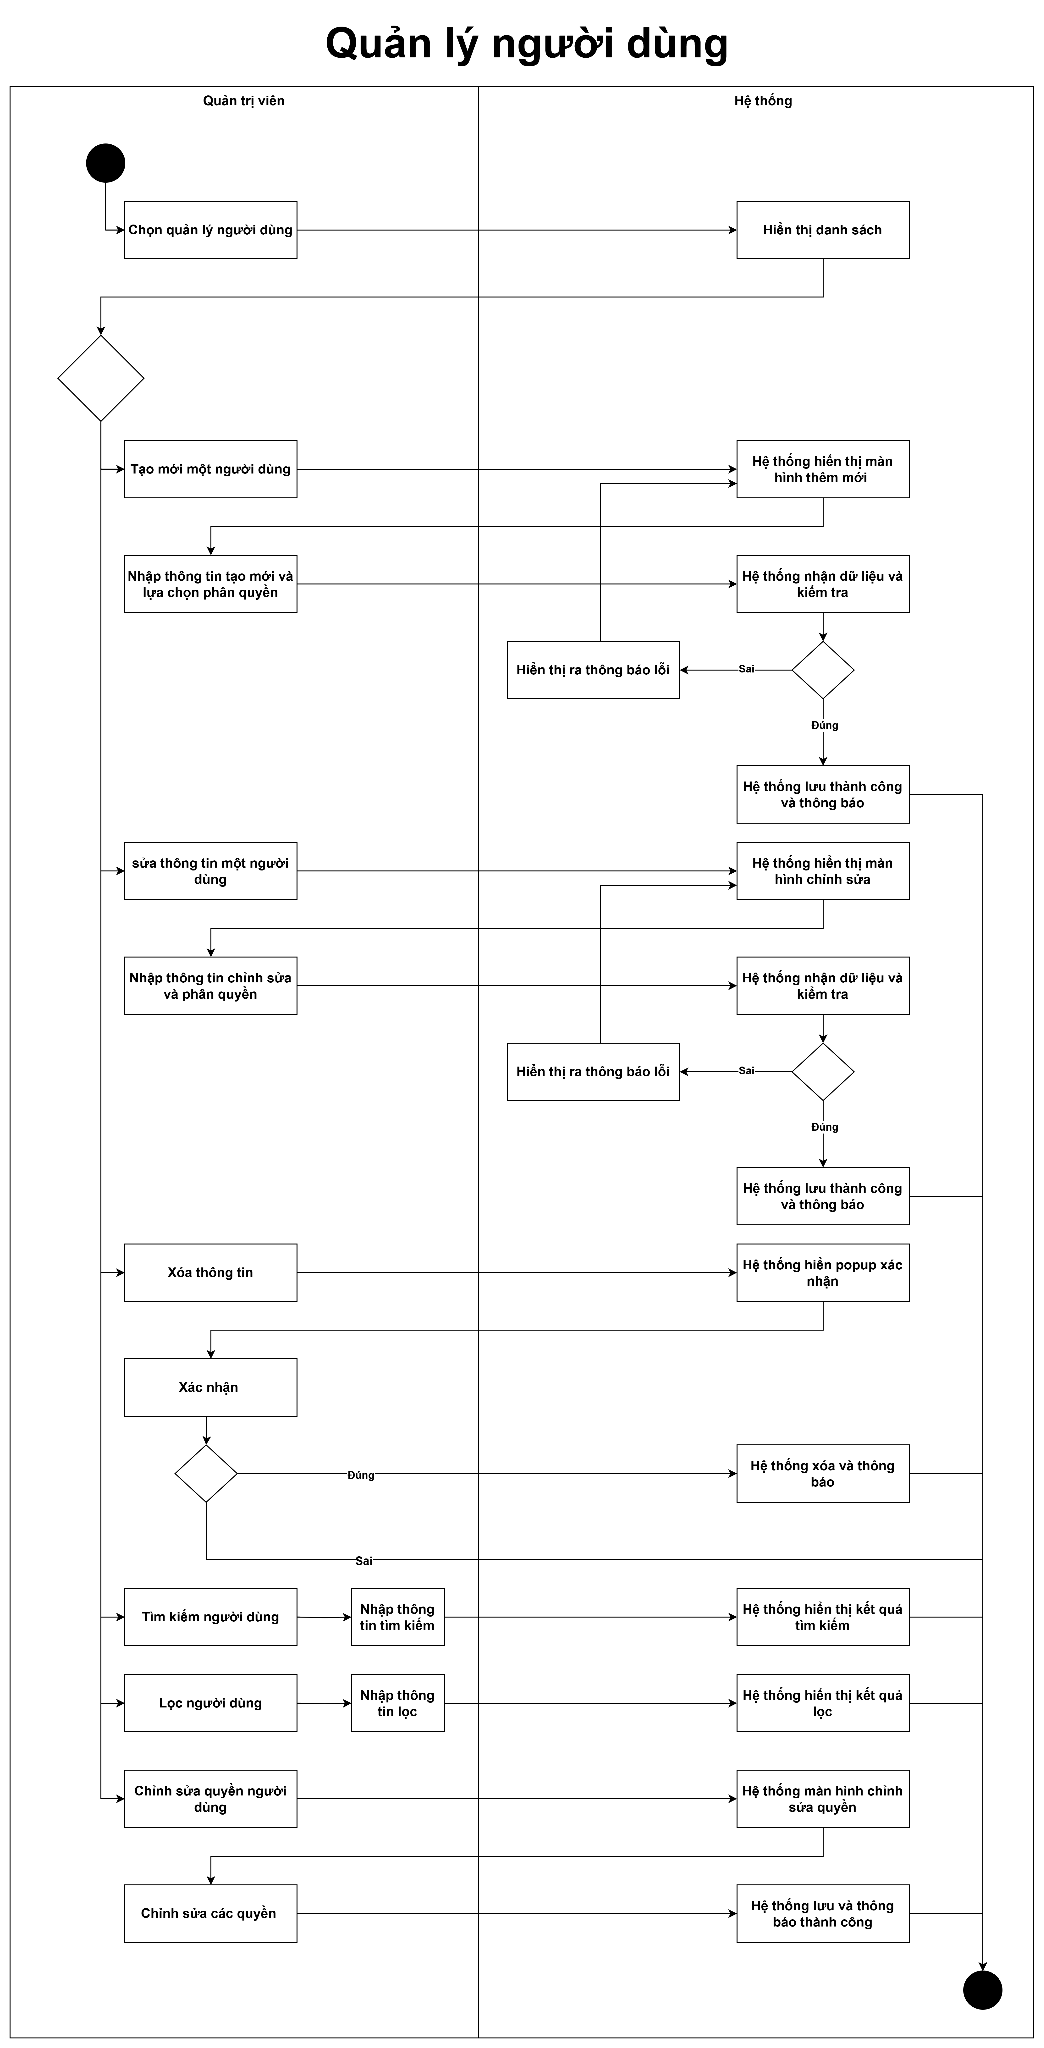 Quản lý người dùng
Quản trị viên
Hệ thống
Chọn quản lý người dùng
Hiển thị danh sách
Tạo mới một người dùng
Hệ thống hiển thị màn
hình thêm mới
Nhập thông tin tạo mới và
lựa chọn phân quyền
Hệ thống nhận dữ liệu và
kiểm tra
Hiển thị ra thông báo lỗi
Sai
Đúng
Hệ thống lưu thành công
và thông báo
sửa thông tin một người
dùng
Hệ thống hiển thị màn
hình chỉnh sửa
Nhập thông tin chỉnh sửa
và phân quyền
Hệ thống nhận dữ liệu và
kiểm tra
Hiển thị ra thông báo lỗi
Sai
Đúng
Hệ thống lưu thành công
và thông báo
Xóa thông tin
Hệ thống hiển popup xác
nhận
Xác nhận
Đúng
Hệ thống xóa và thông
báo
Sai
Tìm kiếm người dùng
Nhập thông
tin tìm kiếm
Hệ thống hiển thị kết quả
tìm kiếm
Lọc người dùng
Nhập thông
tin lọc
Hệ thống hiển thị kết quả
lọc
Chỉnh sửa quyền người
dùng
Hệ thống màn hình chỉnh
sửa quyền
Chỉnh sửa các quyền
Hệ thống lưu và thông
báo thành công